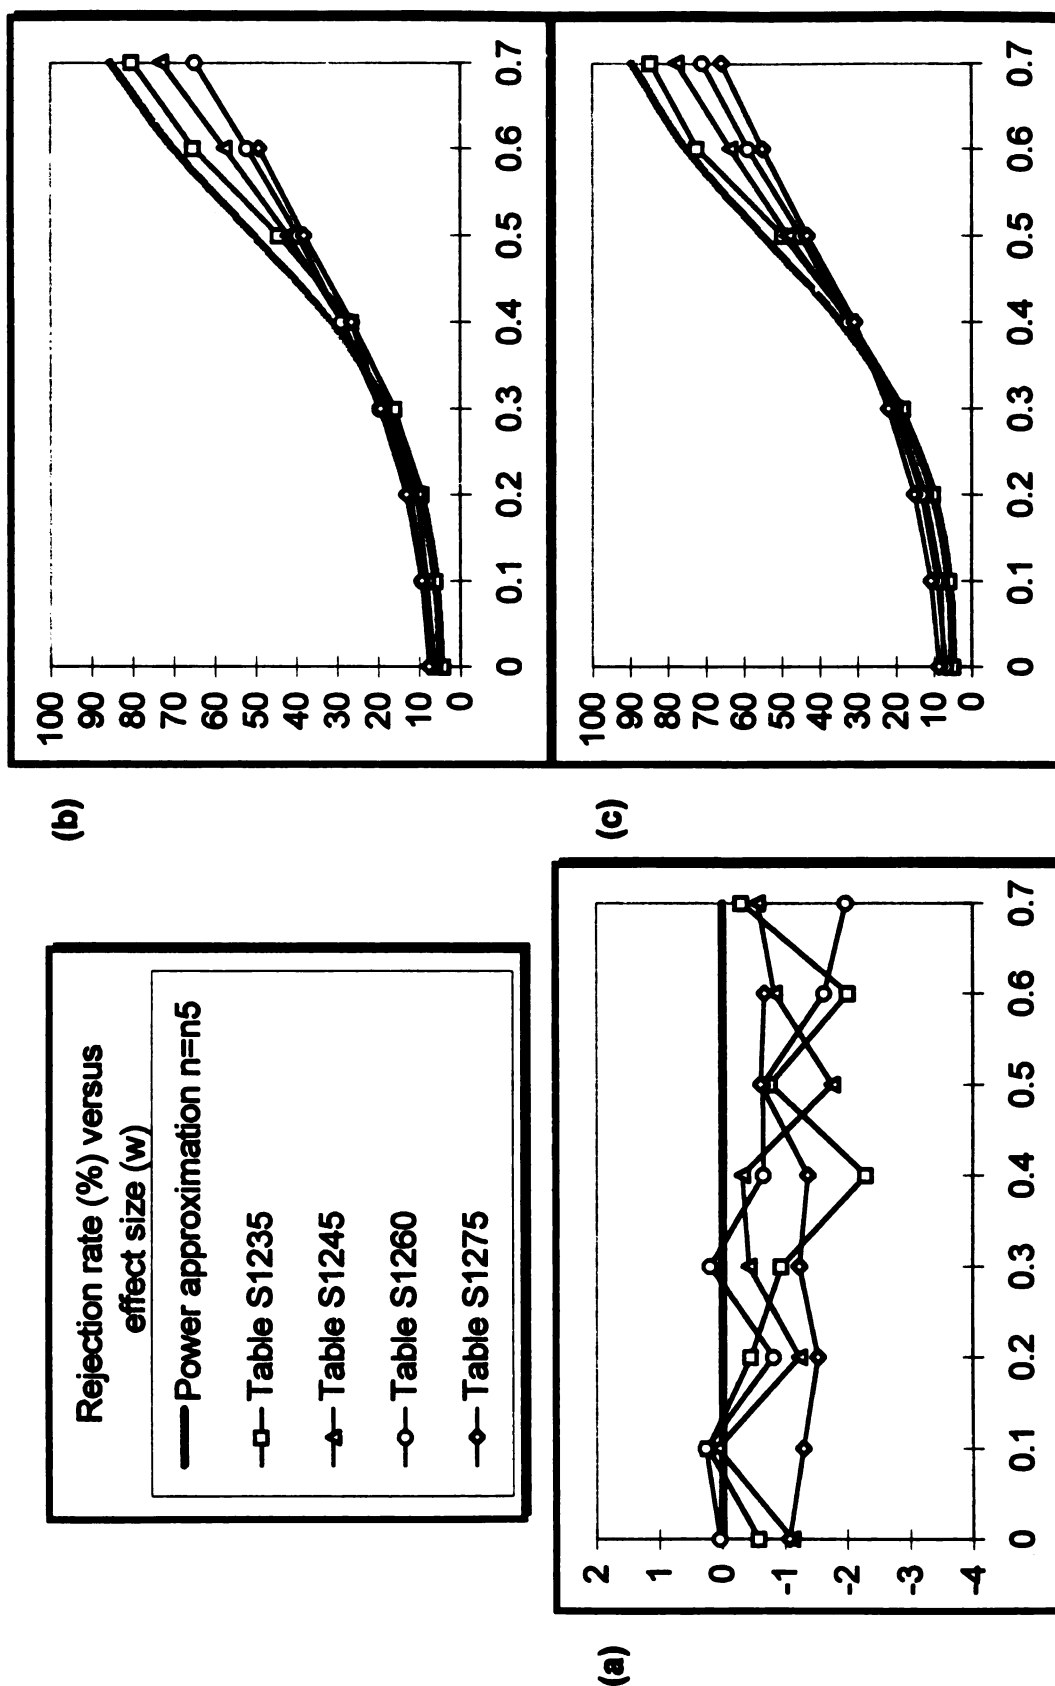 Rejection rate (%) versus
effect size (w)
Power approximation n=n5
Table S1235
Table S1245
Table S1260
Table S1275
(b)
100
90
80
70
60
50
40
30
20
10
0
0 0.1 0.2 0.3 0.4 0.5 0.6 0.7
(a)
2
1
0
-1
-2
-3
-4
0 0.1 0.2 0.3 0.4 0.5 0.6 0.7
(c)
100
90
80
70
60
50
40
30
20
10
0
0 0.1 0.2 0.3 0.4 0.5 0.6 0.7